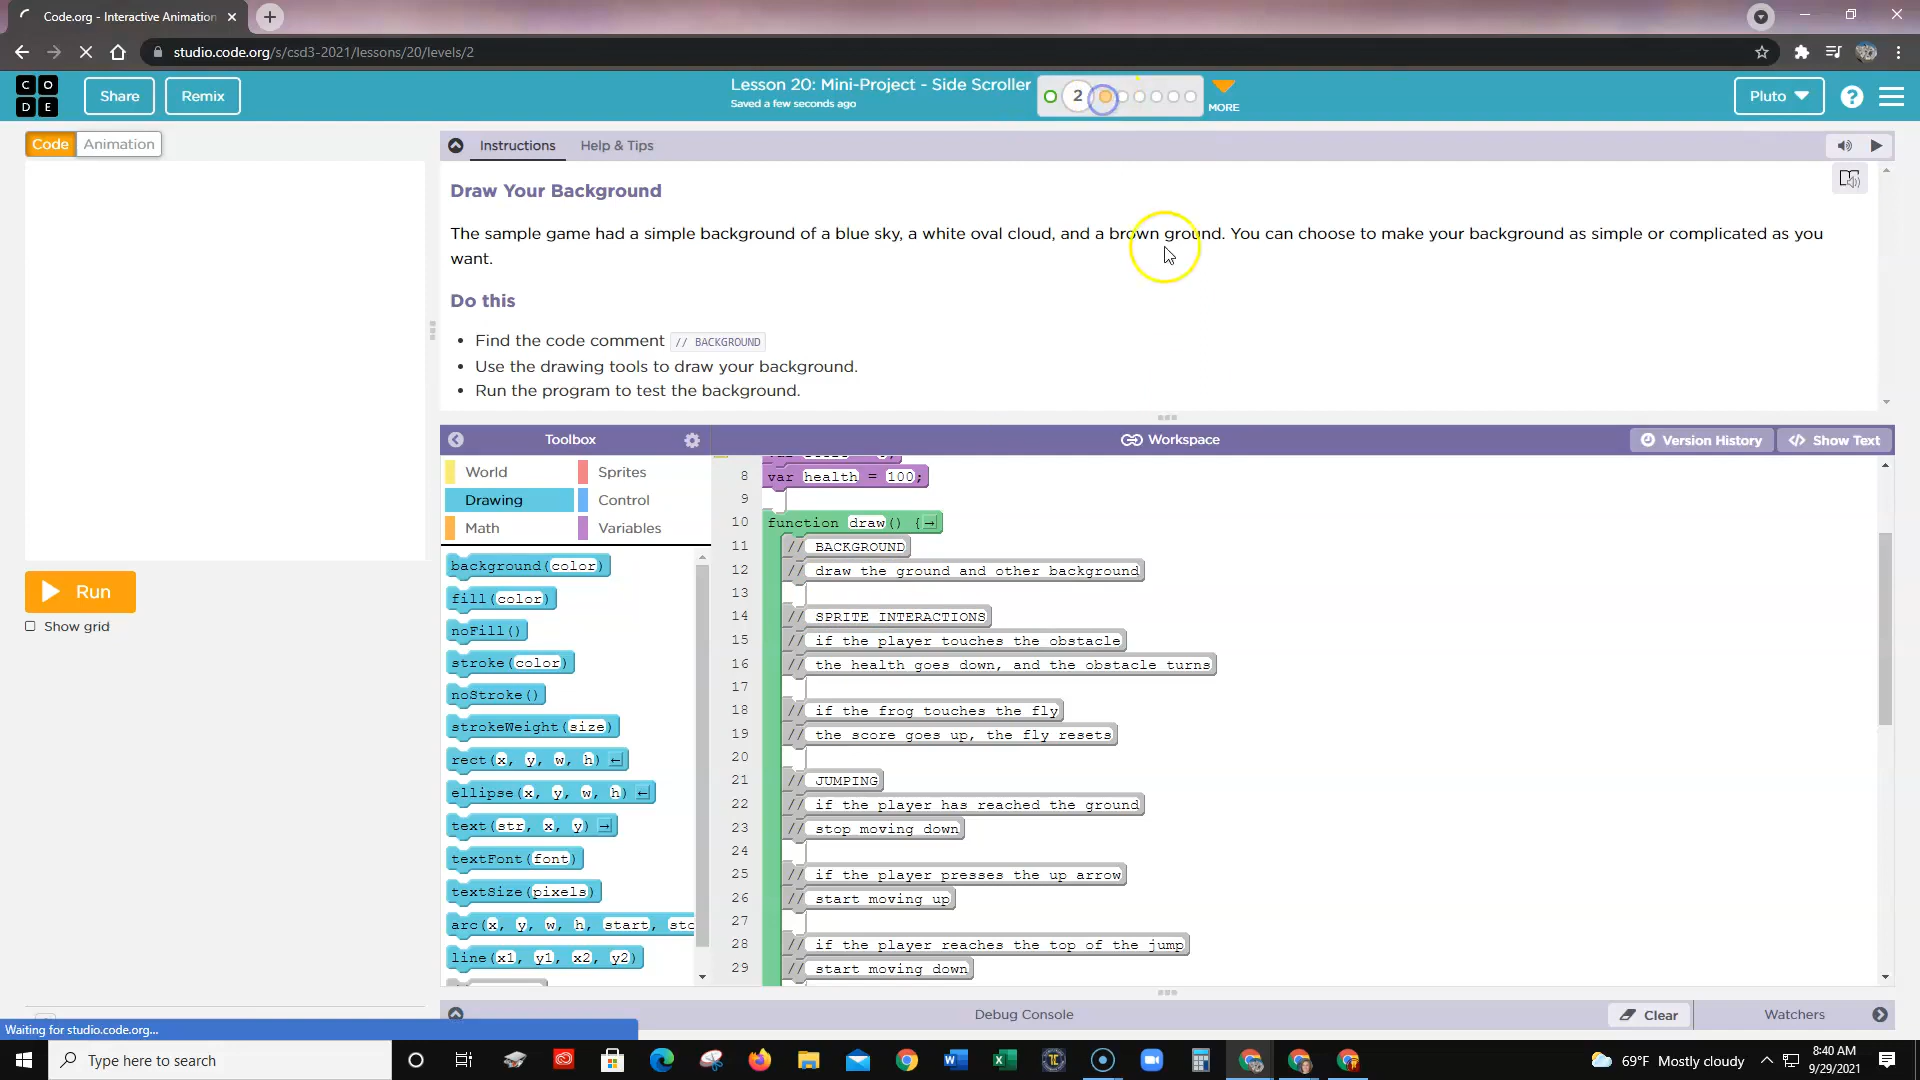 Code.org - Interactive Animation
studio.code.org/s/csd3-2021/lessons/20/levels/2
C O D E
Share
Remix
Lesson 20: Mini-Project - Side Scroller
Saved a few seconds ago
2
MORE
Pluto
Code
Animation
Instructions
Help & Tips
Draw Your Background
The sample game had a simple background of a blue sky, a white oval cloud, and a brown ground. You can choose to make your background as simple or complicated as you
want.
Do this
Find the code comment // BACKGROUND
Use the drawing tools to draw your background.
Run the program to test the background.
Toolbox
Workspace
Version History
Show Text
World
Sprites
Drawing
Control
Math
Variables
background(color)
fill(color)
noFill()
stroke(color)
noStroke()
strokeWeight(size)
rect(x, y, w, h)
ellipse(x, y, w, h)
text(str, x, y)
textFont(font)
textSize(pixels)
arc(x, y, w, h, start, sto
line(x1, y1, x2, y2)
8 var health = 100;
9
10 function draw() {
11 // BACKGROUND
12 // draw the ground and other background
13
14 // SPRITE INTERACTIONS
15 // if the player touches the obstacle
16 // the health goes down, and the obstacle turns
17
18 // if the frog touches the fly
19 // the score goes up, the fly resets
20
21 // JUMPING
22 // if the player has reached the ground
23 // stop moving down
24
25 // if the player presses the up arrow
26 // start moving up
27
28 // if the player reaches the top of the jump
29 // start moving down
Run
Show grid
Debug Console
Clear
Watchers
Waiting for studio.code.org...
Type here to search
69°F Mostly cloudy
8:40 AM
9/29/2021